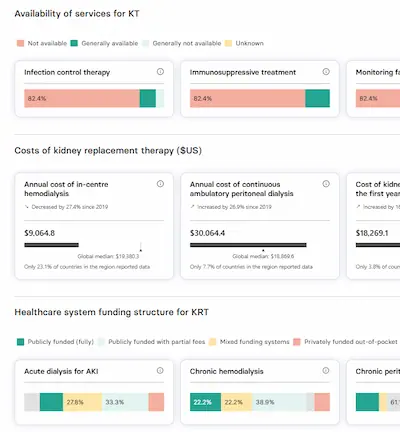 Availability of services for KT
Not available Generally available Generally not available Unknown
Infection control therapy
82.4%
Immunosuppressive treatment
82.4%
Monitoring fa
82.4%
Costs of kidney replacement therapy ($US)
Annual cost of in-centre
hemodialysis
↘ Decreased by 27.4% since 2019
$9,064.8
Global median: $19,380.3
Only 23.1% of countries in the region reported data
Annual cost of continuous
ambulatory peritoneal dialysis
↗ Increased by 26.9% since 2019
$30,064.4
Global median: $18,869.6
Only 7.7% of countries in the region reported data
Cost of kidne
the first year
↗ Increased by 16
$18,269.1
Only 3.8% of count
Healthcare system funding structure for KRT
Publicly funded (fully) Publicly funded with partial fees Mixed funding systems Privately funded out-of-pocket
Acute dialysis for AKI
27.8% 33.3%
Chronic hemodialysis
22.2% 22.2% 38.9%
Chronic perit
61.1